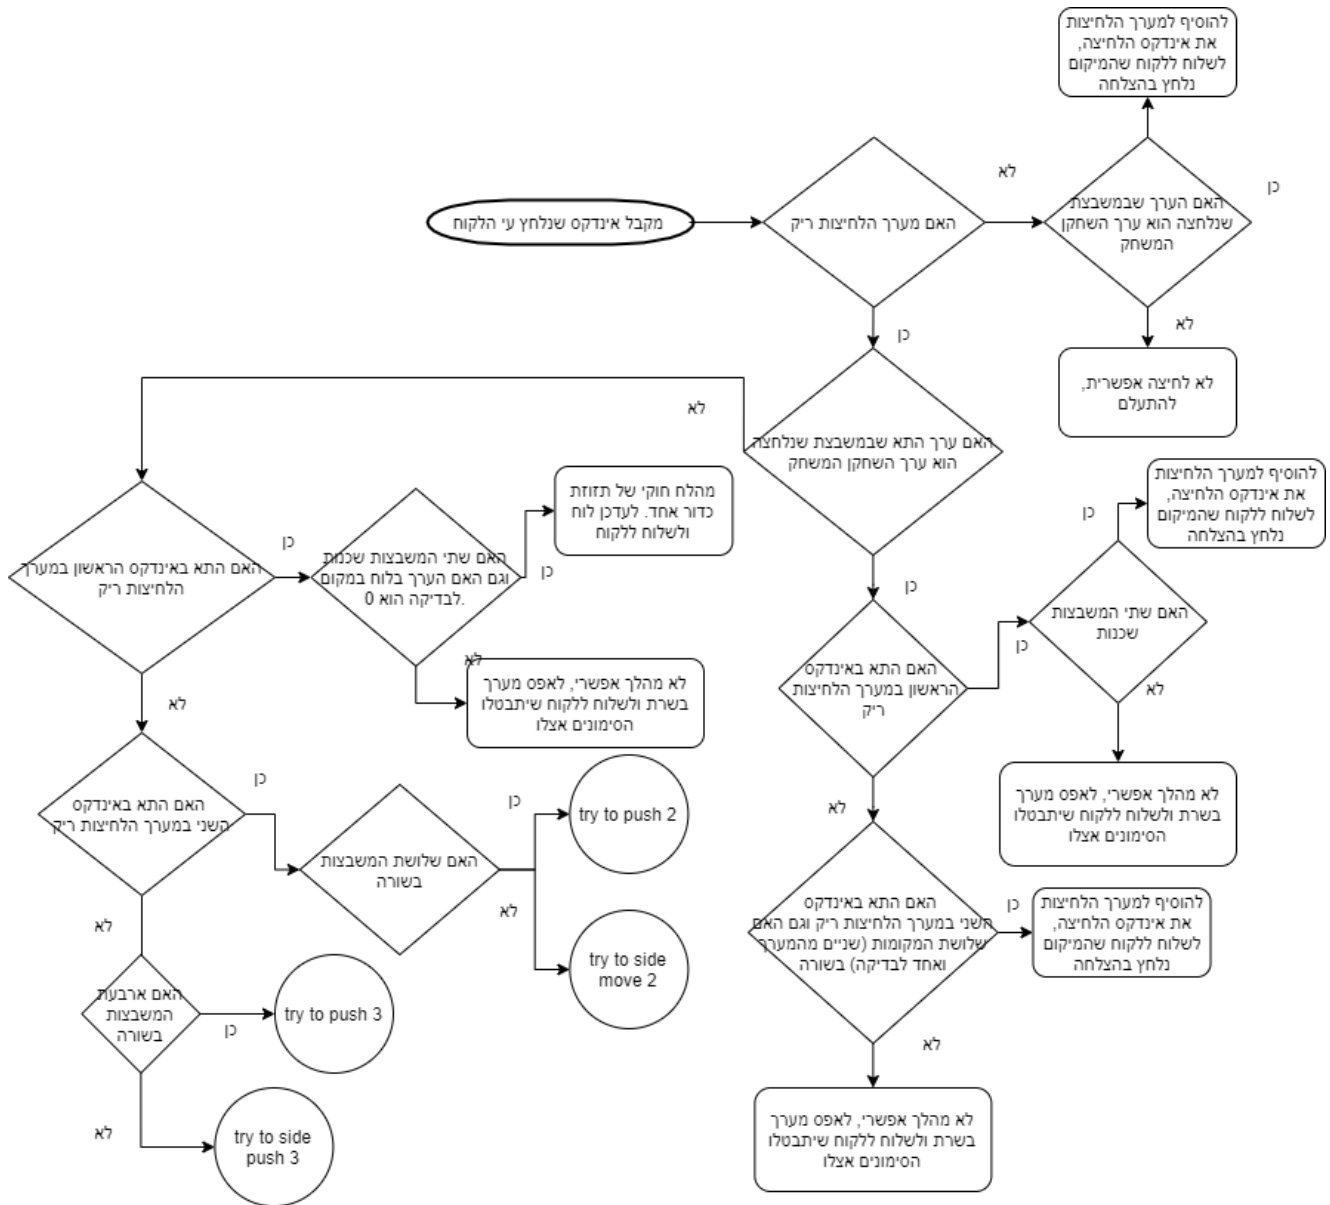 להוסיף למערך הלחיצות
את אינדקס הלחיצה,
לשלוח ללקוח שהמיקום
נלחץ בהצלחה
מקבל אינדקס שנלחץ עי הלקוח
האם מערך הלחיצות ריק
לא
האם הערך שבמשבצת
שנלחצה הוא ערך השחקן
המשחק
כן
לא
לא לחיצה אפשרית,
להתעלם
כן
האם ערך התא שבמשבצת שנלחצה
הוא ערך השחקן המשחק
לא
האם התא באינדקס הראשון במערך
הלחיצות ריק
כן
האם שתי המשבצות שכנות
וגם האם הערך בלוח במקום
לבדיקה הוא 0.
כן
מהלח חוקי של תזוזת
כדור אחד. לעדכן לוח
ולשלוח ללקוח
לא
לא מהלך אפשרי, לאפס מערך
בשרת ולשלוח ללקוח שיתבטלו
הסימונים אצלו
כן
האם התא באינדקס
הראשון במערך הלחיצות
ריק
כן
האם שתי המשבצות
שכנות
כן
להוסיף למערך הלחיצות
את אינדקס הלחיצה,
לשלוח ללקוח שהמיקום
נלחץ בהצלחה
לא
לא מהלך אפשרי, לאפס מערך
בשרת ולשלוח ללקוח שיתבטלו
הסימונים אצלו
לא
האם התא באינדקס
השני במערך הלחיצות ריק וגם האם
שלושת המקומות (שניים מהמערך
ואחד לבדיקה) בשורה
כן
להוסיף למערך הלחיצות
את אינדקס הלחיצה,
לשלוח ללקוח שהמיקום
נלחץ בהצלחה
לא
לא מהלך אפשרי, לאפס מערך
בשרת ולשלוח ללקוח שיתבטלו
הסימונים אצלו
לא
האם התא באינדקס
השני במערך הלחיצות ריק
כן
האם שלושת המשבצות
בשורה
כן
try to push 2
לא
try to side
move 2
לא
האם ארבעת
המשבצות
בשורה
כן
try to push 3
לא
try to side
push 3